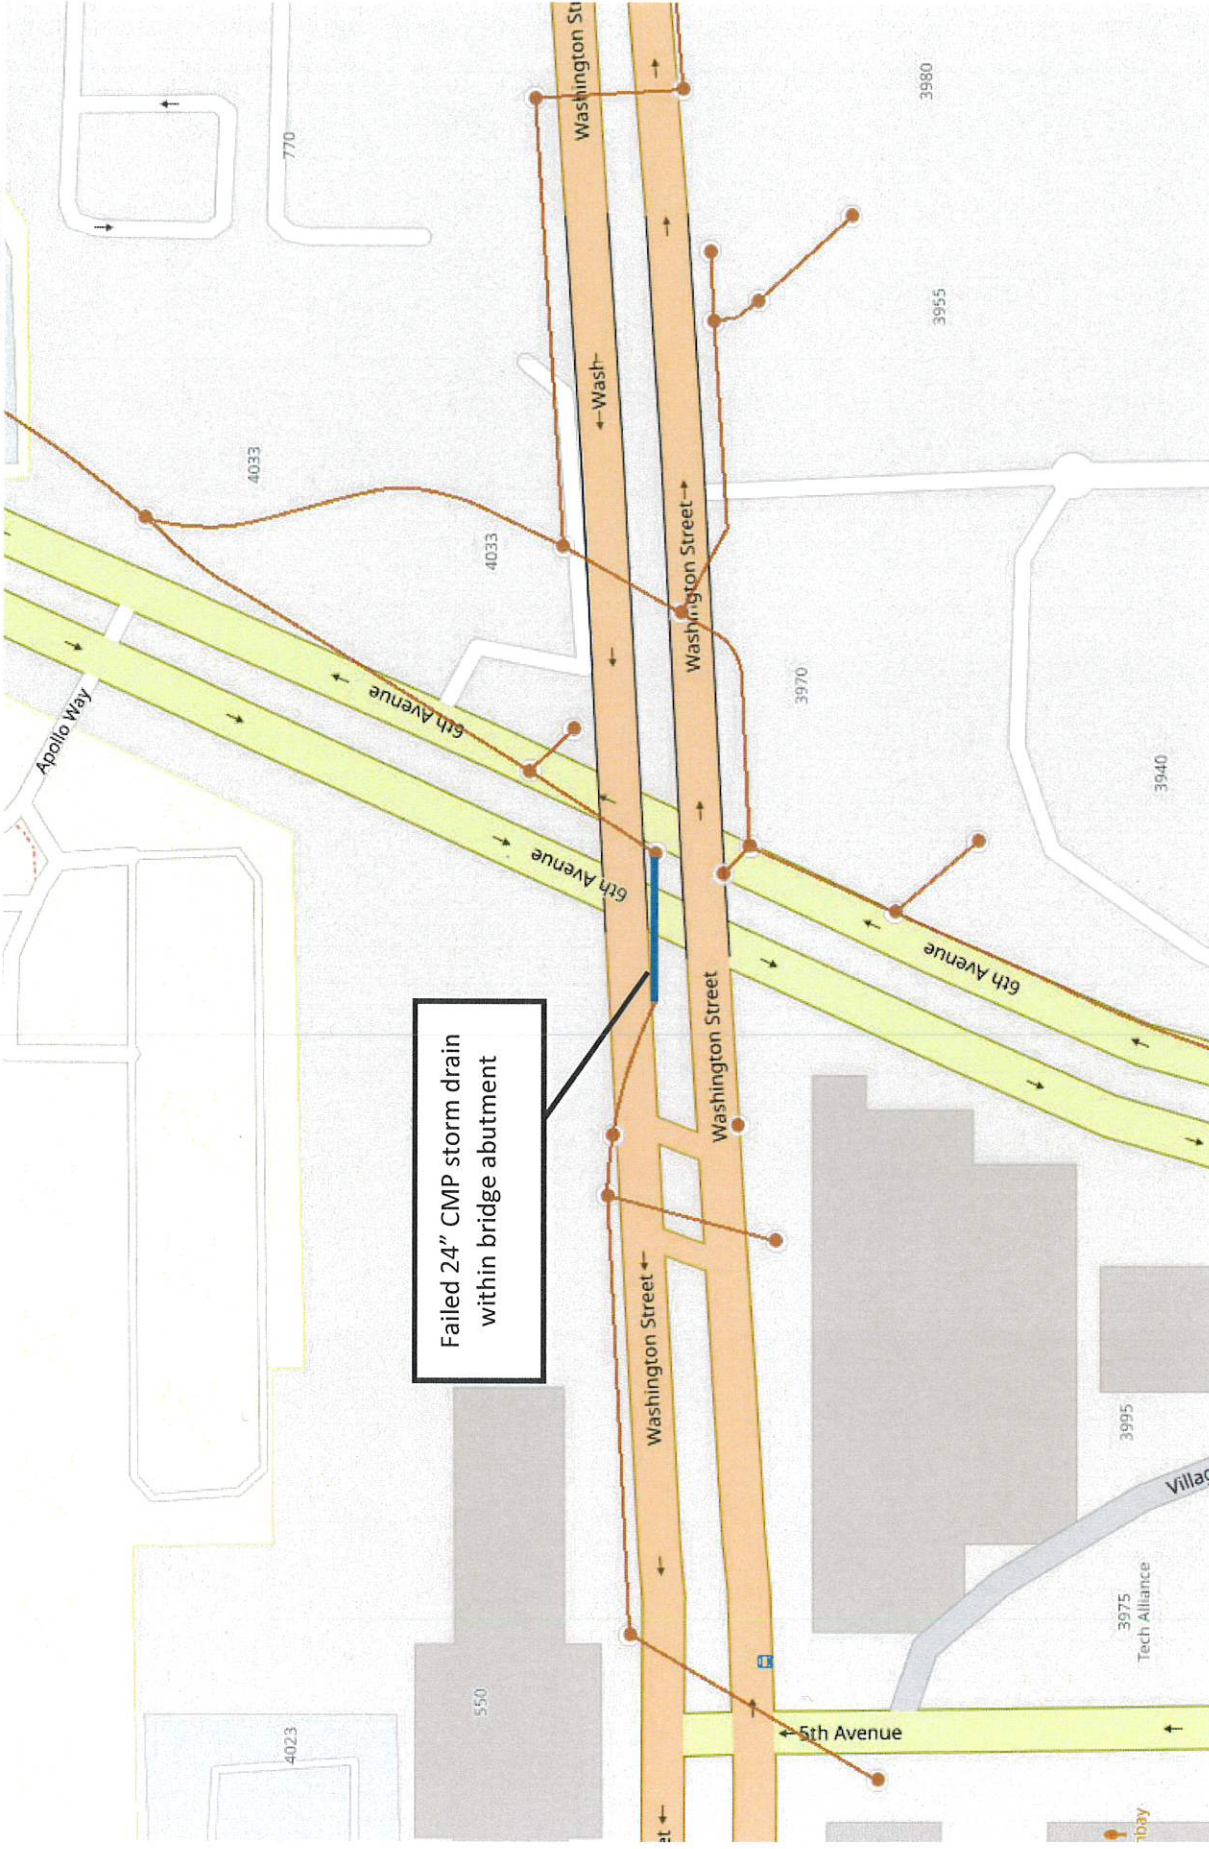 Washington St
770
3980
3955
←Wash-
4033
4033
Washington Street→
3970
3940
6th Avenue
Apollo Way
6th Avenue
6th Avenue
Washington Street
Failed 24" CMP storm drain
within bridge abutment
Washington Street
3995
Villag
3975
Tech Alliance
550
4023
5th Avenue
et
nbay